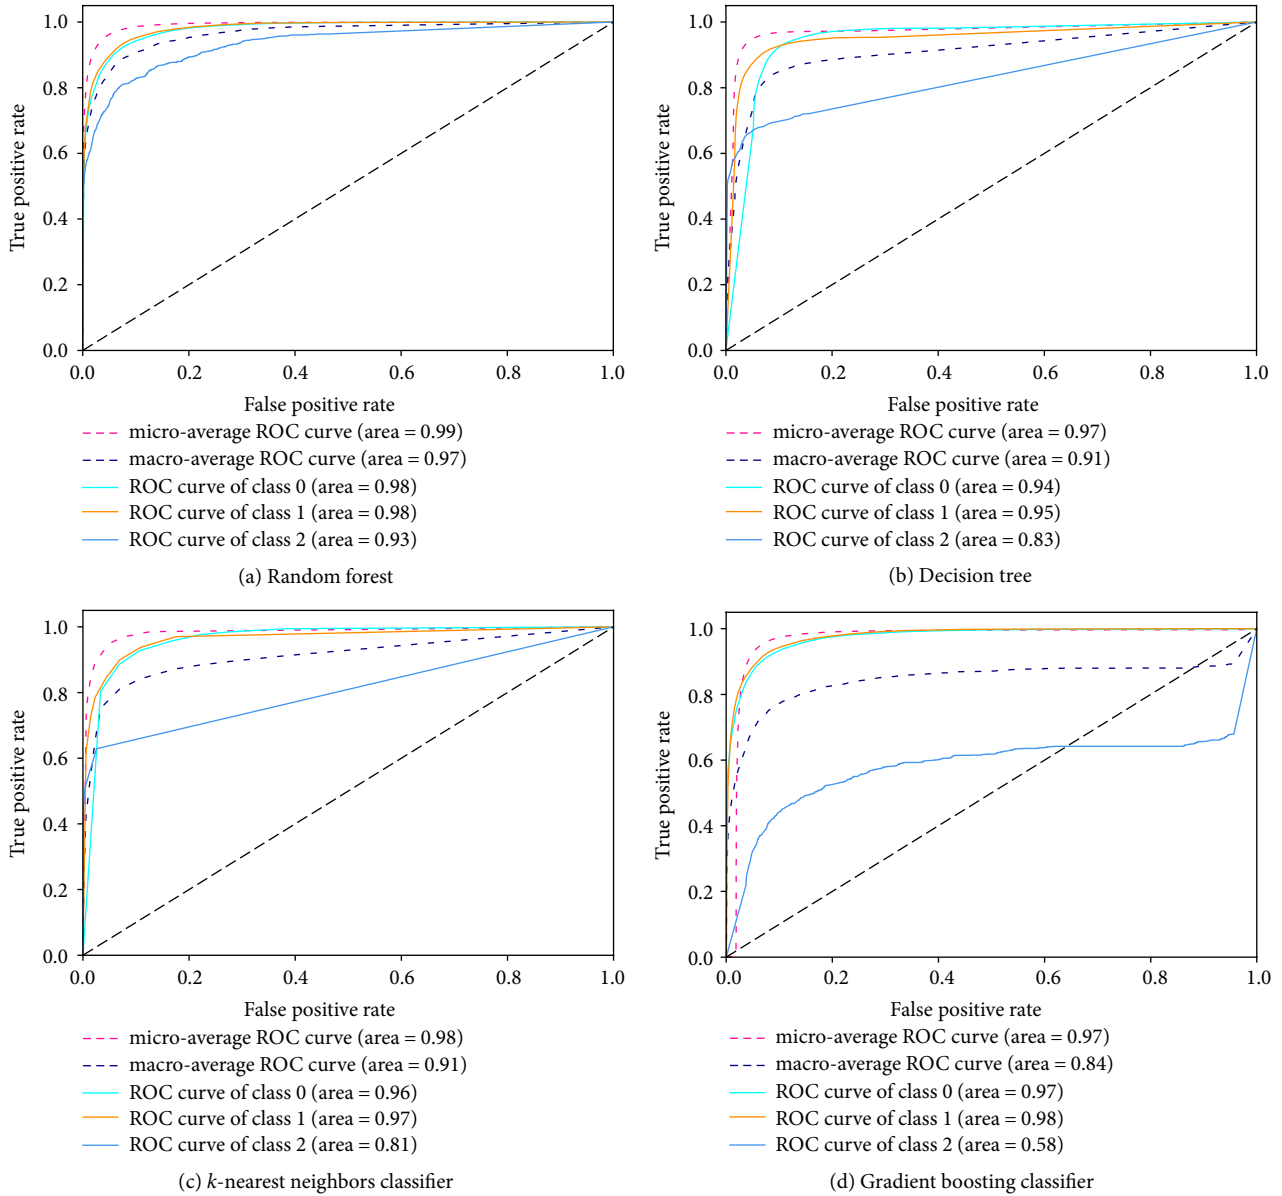 True positive rate
1.0
0.8
0.6
0.4
0.2
0.0
0.0 0.2 0.4 0.6 0.8 1.0
False positive rate
micro-average ROC curve (area = 0.99)
macro-average ROC curve (area = 0.97)
ROC curve of class 0 (area = 0.98)
ROC curve of class 1 (area = 0.98)
ROC curve of class 2 (area = 0.93)
(a) Random forest
True positive rate
1.0
0.8
0.6
0.4
0.2
0.0
0.0 0.2 0.4 0.6 0.8 1.0
False positive rate
micro-average ROC curve (area = 0.97)
macro-average ROC curve (area = 0.91)
ROC curve of class 0 (area = 0.94)
ROC curve of class 1 (area = 0.95)
ROC curve of class 2 (area = 0.83)
(b) Decision tree
True positive rate
1.0
0.8
0.6
0.4
0.2
0.0
0.0 0.2 0.4 0.6 0.8 1.0
False positive rate
micro-average ROC curve (area = 0.98)
macro-average ROC curve (area = 0.91)
ROC curve of class 0 (area = 0.96)
ROC curve of class 1 (area = 0.97)
ROC curve of class 2 (area = 0.81)
(c) k-nearest neighbors classifier
True positive rate
1.0
0.8
0.6
0.4
0.2
0.0
0.0 0.2 0.4 0.6 0.8 1.0
False positive rate
micro-average ROC curve (area = 0.97)
macro-average ROC curve (area = 0.84)
ROC curve of class 0 (area = 0.97)
ROC curve of class 1 (area = 0.98)
ROC curve of class 2 (area = 0.58)
(d) Gradient boosting classifier